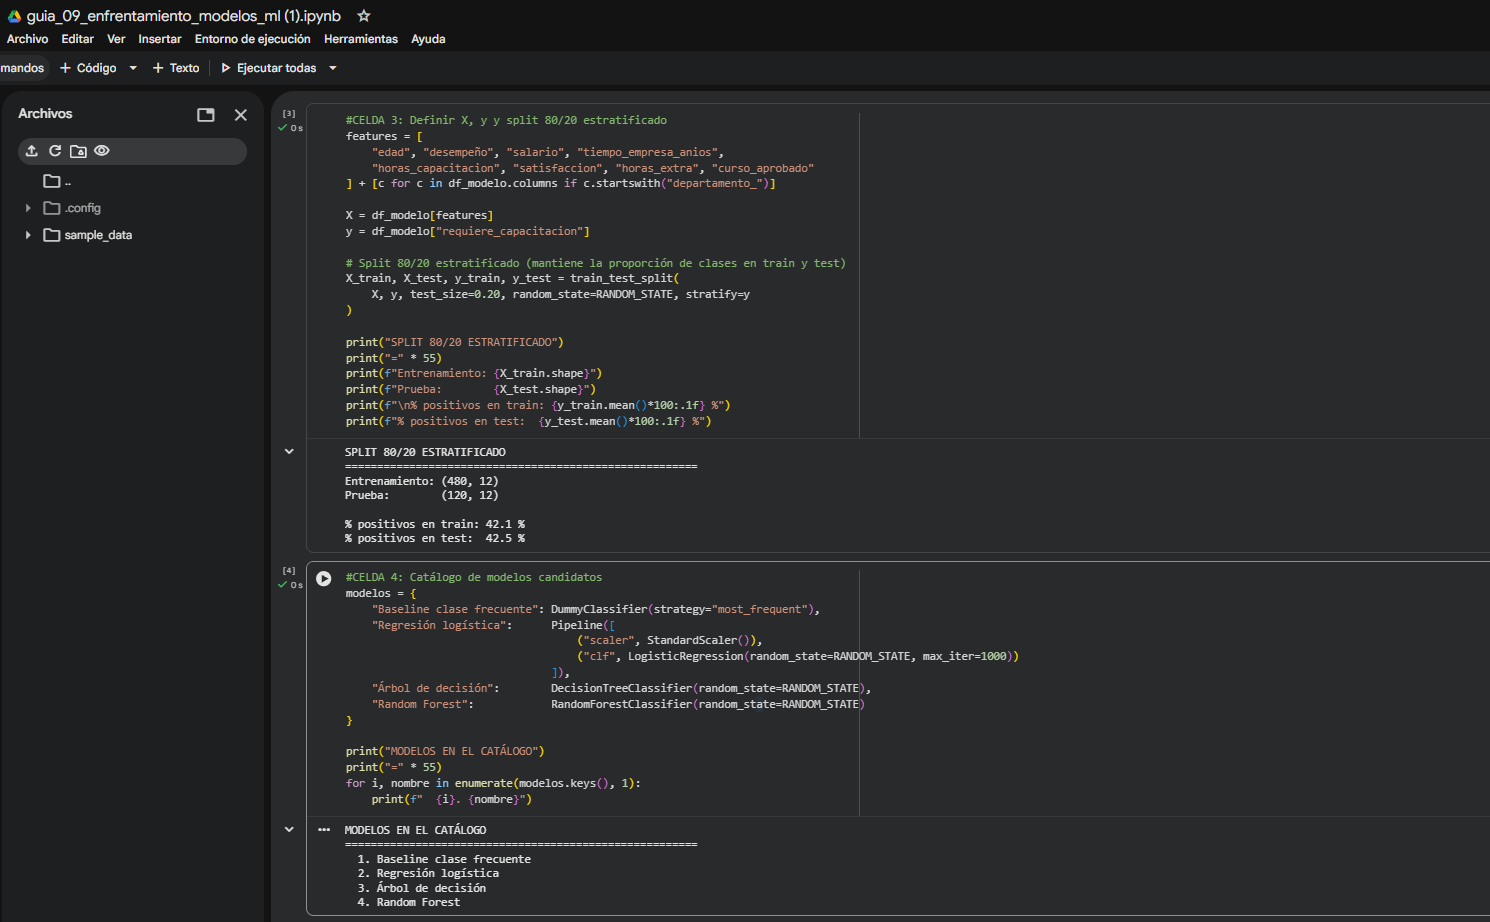 guia_09_enfrentamiento_modelos_ml (1).ipynb
Archivo Editar Ver Insertar Entorno de ejecución Herramientas Ayuda
mandos + Código + Texto Ejecutar todas
Archivos
..
.config
sample_data
[3]
0 s
#CELDA 3: Definir X, y y split 80/20 estratificado
features = [
    "edad", "desempeño", "salario", "tiempo_empresa_anios",
    "horas_capacitacion", "satisfaccion", "horas_extra", "curso_aprobado"
] + [c for c in df_modelo.columns if c.startswith("departamento_")]
X = df_modelo[features]
y = df_modelo["requiere_capacitacion"]
# Split 80/20 estratificado (mantiene la proporción de clases en train y test)
X_train, X_test, y_train, y_test = train_test_split(
    X, y, test_size=0.20, random_state=RANDOM_STATE, stratify=y
)
print("SPLIT 80/20 ESTRATIFICADO")
print("=" * 55)
print(f"Entrenamiento: {X_train.shape}")
print(f"Prueba:        {X_test.shape}")
print(f"\n% positivos en train: {y_train.mean()*100:.1f} %")
print(f"% positivos en test:  {y_test.mean()*100:.1f} %")
SPLIT 80/20 ESTRATIFICADO
=======================================================
Entrenamiento: (480, 12)
Prueba:        (120, 12)
% positivos en train: 42.1 %
% positivos en test:  42.5 %
[4]
0 s
#CELDA 4: Catálogo de modelos candidatos
modelos = {
    "Baseline clase frecuente": DummyClassifier(strategy="most_frequent"),
    "Regresión logística":      Pipeline([
                                    ("scaler", StandardScaler()),
                                    ("clf", LogisticRegression(random_state=RANDOM_STATE, max_iter=1000))
                                ]),
    "Árbol de decisión":        DecisionTreeClassifier(random_state=RANDOM_STATE),
    "Random Forest":            RandomForestClassifier(random_state=RANDOM_STATE)
}
print("MODELOS EN EL CATÁLOGO")
print("=" * 55)
for i, nombre in enumerate(modelos.keys(), 1):
    print(f"  {i}. {nombre}")
MODELOS EN EL CATÁLOGO
=======================================================
  1. Baseline clase frecuente
  2. Regresión logística
  3. Árbol de decisión
  4. Random Forest